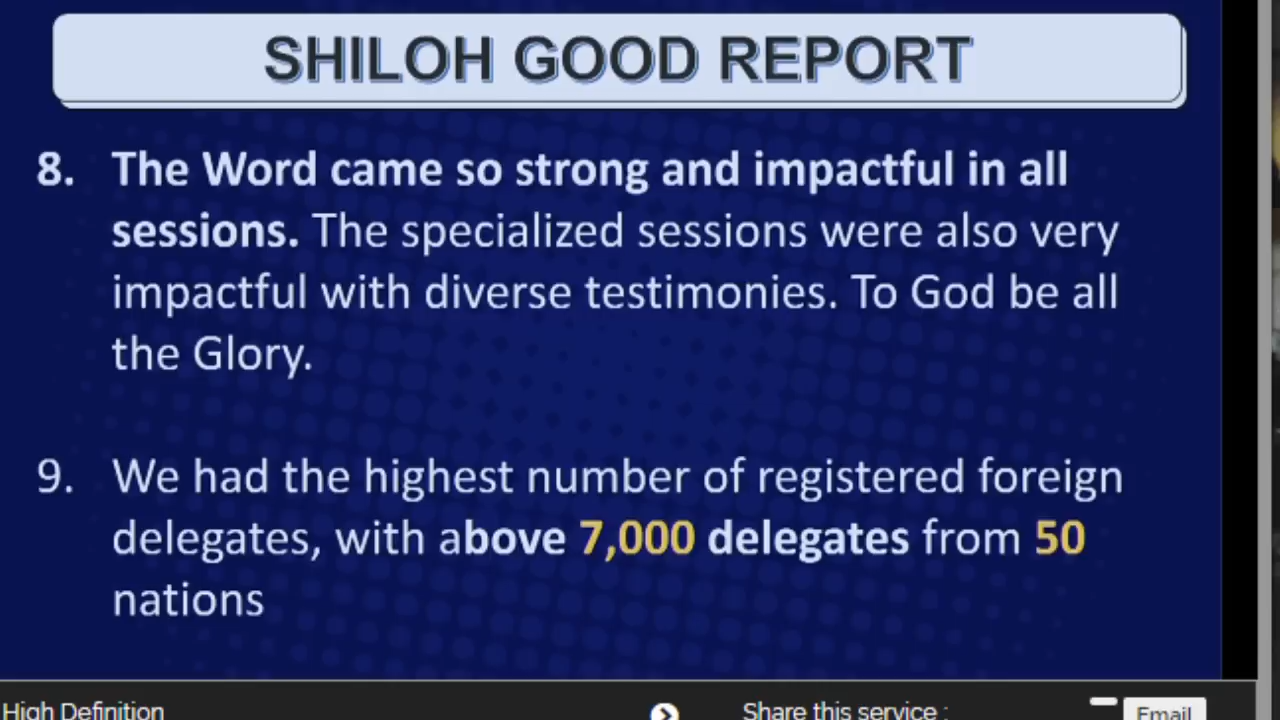 SHILOH GOOD REPORT
8. The Word came so strong and impactful in all
sessions. The specialized sessions were also very
impactful with diverse testimonies. To God be all
the Glory.
9. We had the highest number of registered foreign
delegates, with above 7,000 delegates from 50
nations
High Definition
Share this service :
Email